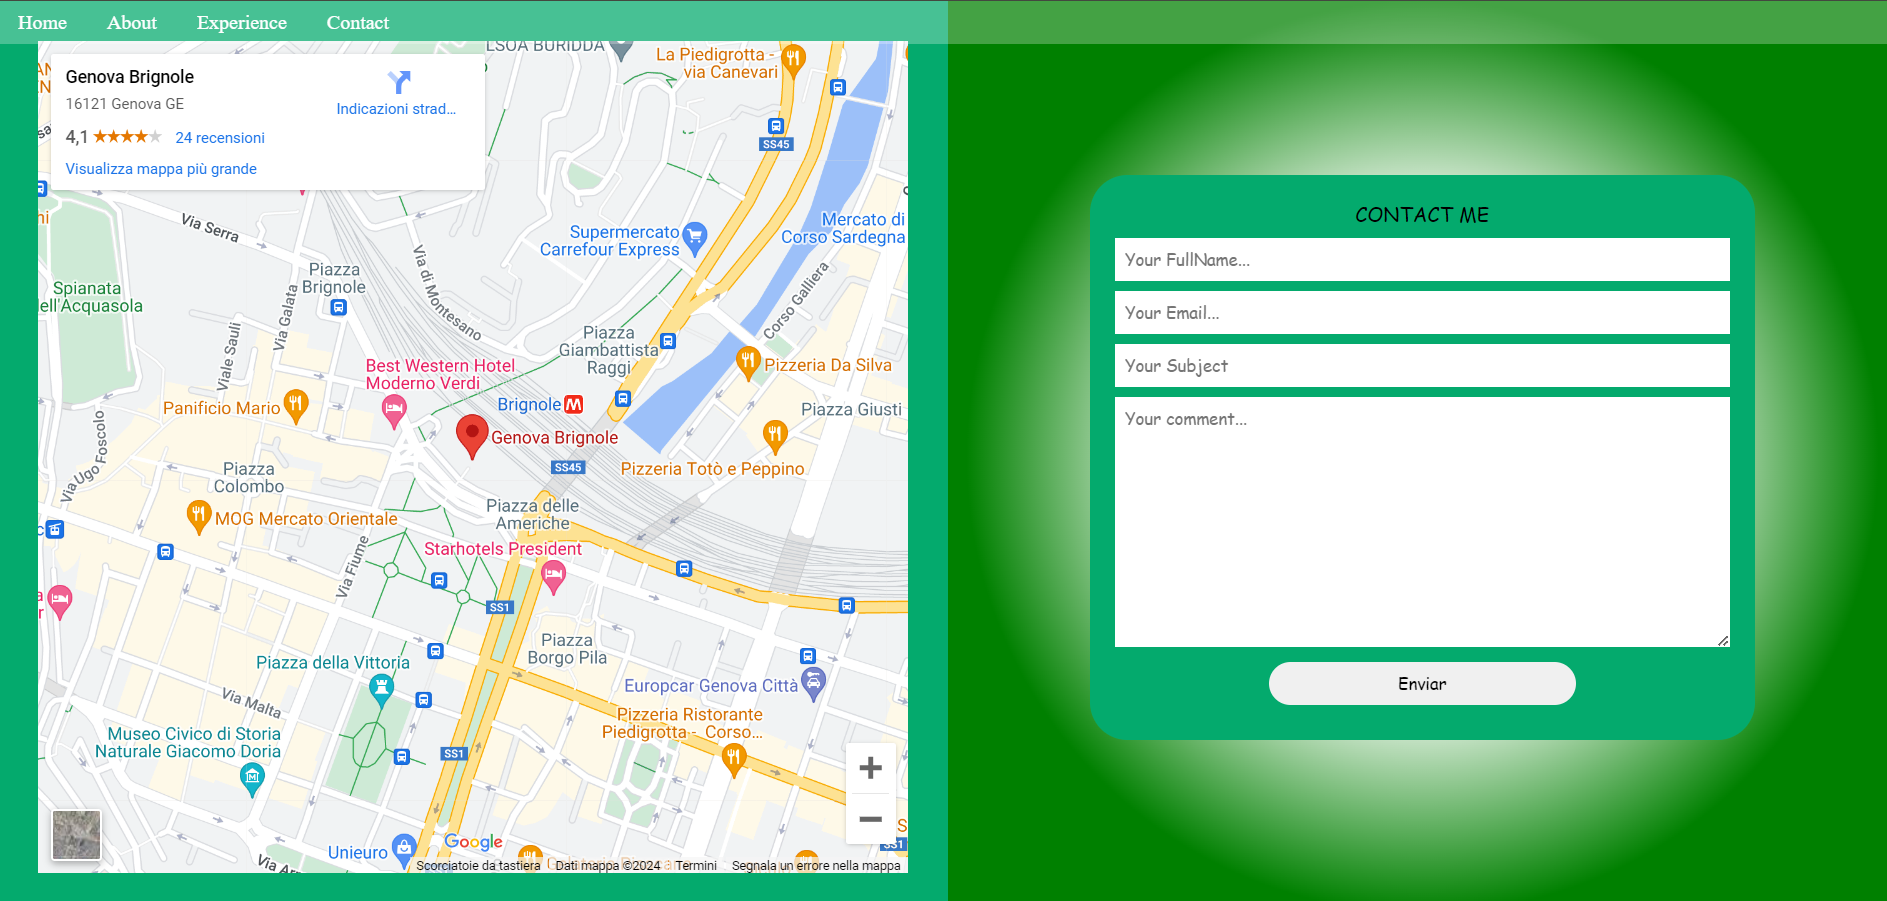 Home
About
Experience
Contact
LSOA BURIDDA
La Piedigrotta -
via Canevari
Genova Brignole
16121 Genova GE
Indicazioni strad...
4,1
24 recensioni
Visualizza mappa più grande
SS45
Via Serra
Mercato di
Corso Sardegna
Supermercato
Carrefour Express
Via di Montesano
Piazza
Brignole
Spianata
dell'Acquasola
Via Galata
Corso Galliera
Viale Sauli
Piazza
Giambattista
Raggi
Best Western Hotel
Moderno Verdi
Pizzeria Da Silva
Panificio Mario
Brignole
M
Piazza Giusti
Via Ugo Foscolo
Genova Brignole
SS45
Pizzeria Totò e Peppino
Piazza
Colombo
Piazza delle
Americhe
MOG Mercato Orientale
Via Fiume
Starhotels President
SS1
Piazza
Borgo Pila
Piazza della Vittoria
Europcar Genova Città
Via Malta
Pizzeria Ristorante
Piedigrotta - Corso...
Museo Civico di Storia
Naturale Giacomo Doria
SS1
+
−
SS1
Google
Unieuro
Scorciatoie da tastiera
Dati mappa ©2024
Termini
Segnala un errore nella mappa
CONTACT ME
Your FullName...
Your Email...
Your Subject
Your comment...
Enviar